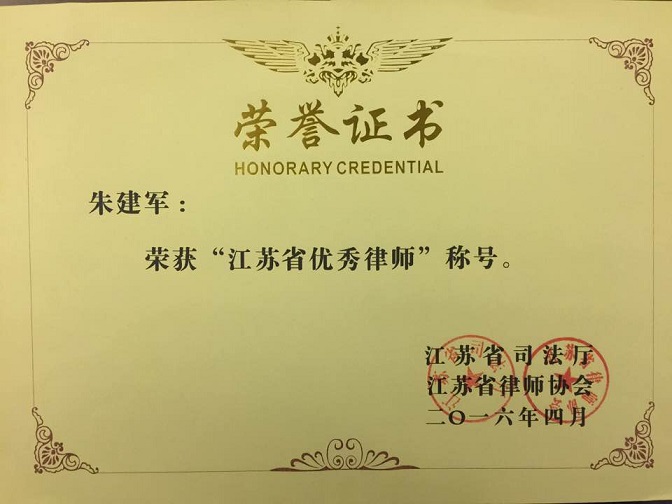 荣誉证书
HONORARY CREDENTIAL
朱建军：
荣获“江苏省优秀律师”称号。
江苏省司法厅
江苏省律师协会
二〇一六年四月